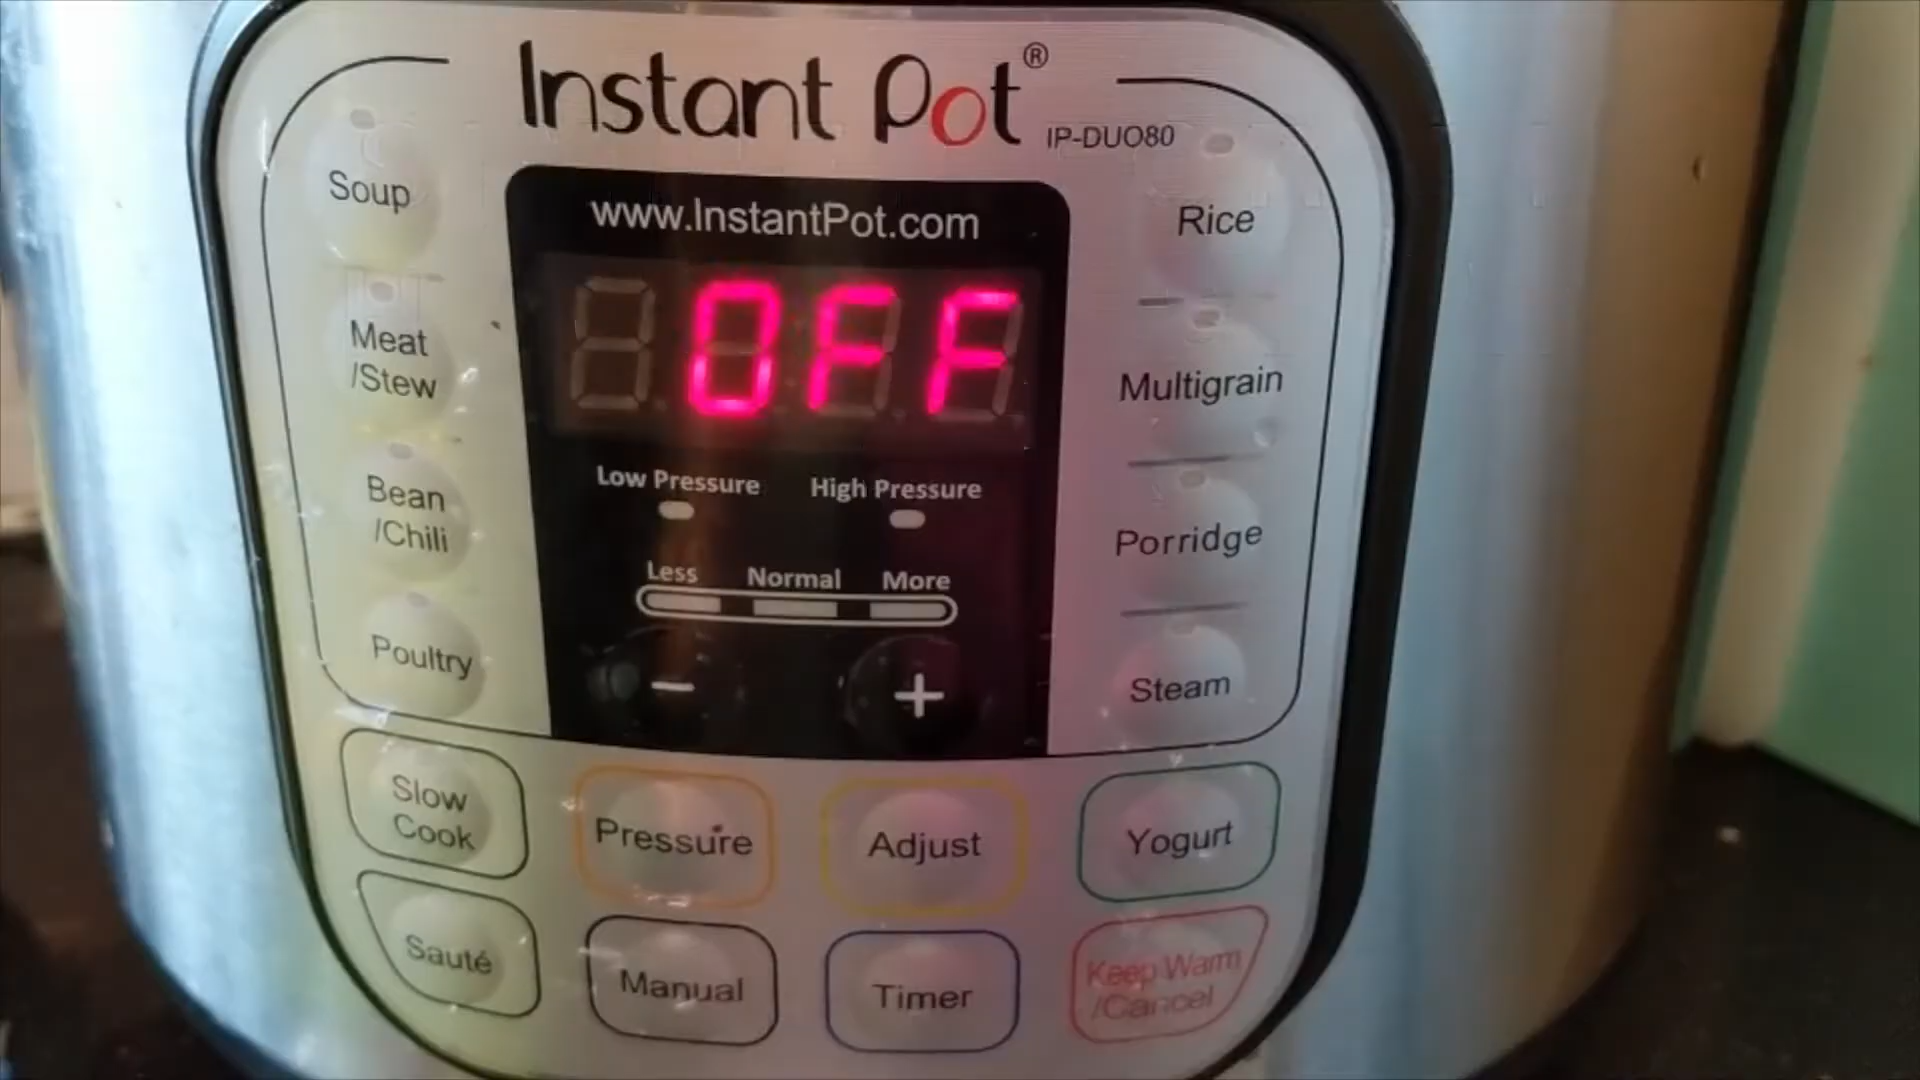 Instant Pot®
IP-DUO80
www.InstantPot.com
OFF
Low Pressure
High Pressure
Less
Normal
More
-
+
Soup
Meat
/Stew
Bean
/Chili
Poultry
Rice
Multigrain
Porridge
Steam
Slow
Cook
Pressure
Adjust
Yogurt
Sauté
Manual
Timer
Keep Warm
/Cancel